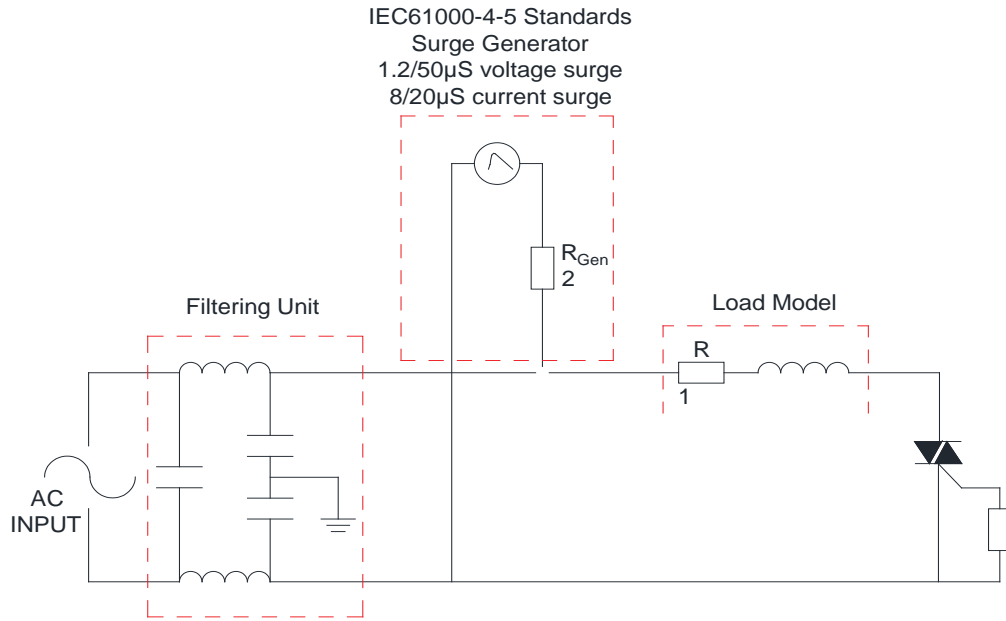 IEC61000-4-5 Standards
Surge Generator
1.2/50µS voltage surge
8/20µS current surge
R_Gen
2
Filtering Unit
Load Model
R
1
AC
INPUT